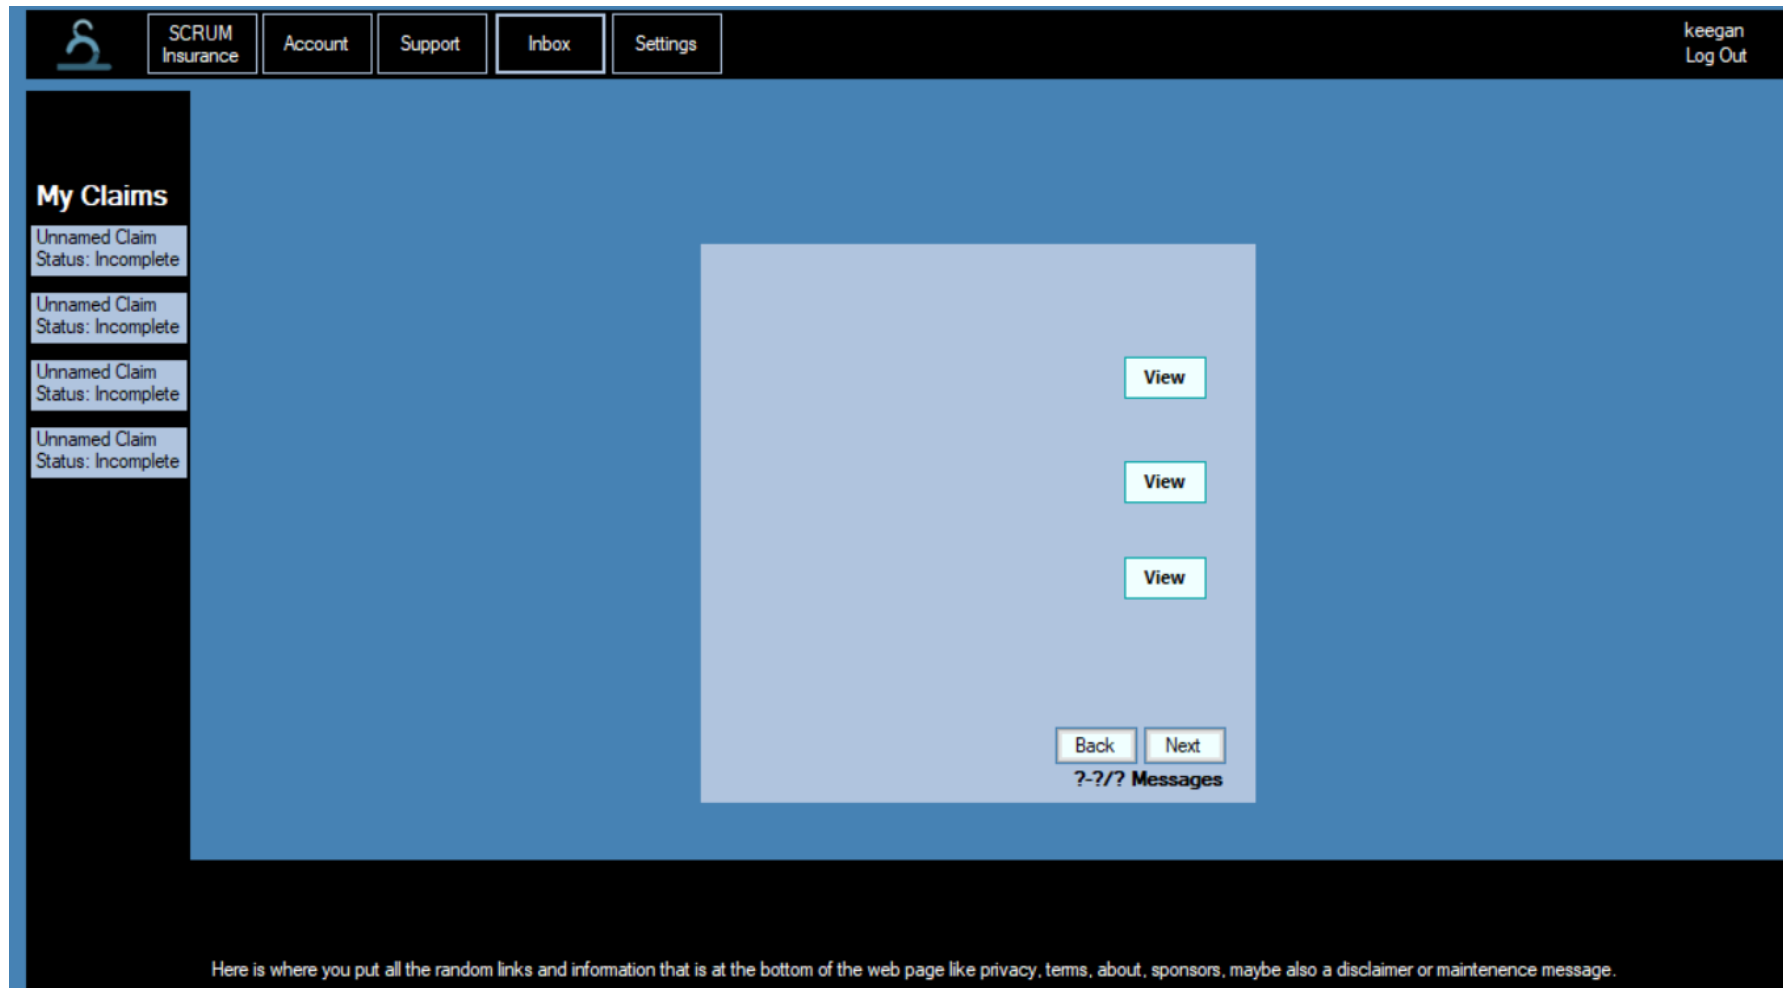 SCRUM
Insurance
Account
Support
Inbox
Settings
keegan
Log Out
My Claims
Unnamed Claim
Status: Incomplete
Unnamed Claim
Status: Incomplete
Unnamed Claim
Status: Incomplete
Unnamed Claim
Status: Incomplete
View
View
View
Back
Next
?-?/? Messages
Here is where you put all the random links and information that is at the bottom of the web page like privacy, terms, about, sponsors, maybe also a disclaimer or maintenence message.